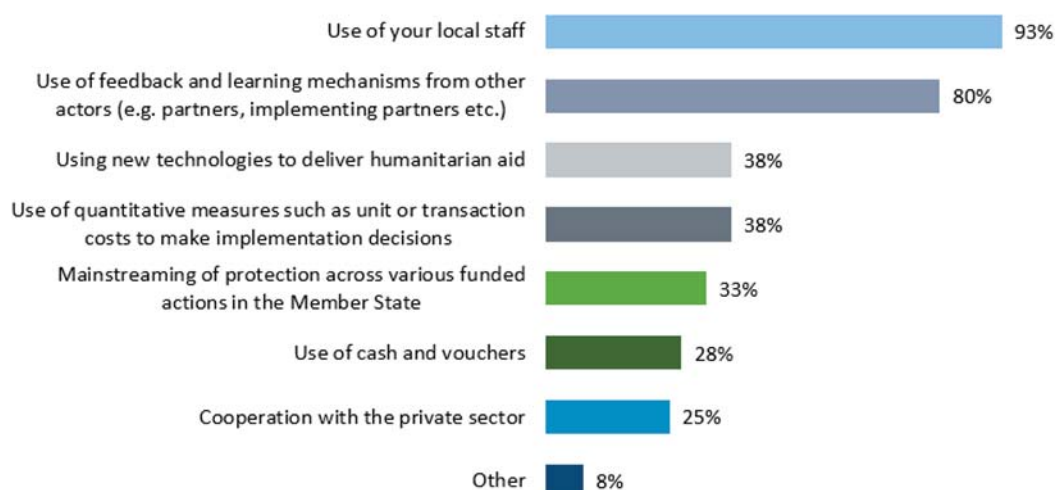 Use of your local staff
93%
Use of feedback and learning mechanisms from other
actors (e.g. partners, implementing partners etc.)
80%
Using new technologies to deliver humanitarian aid
38%
Use of quantitative measures such as unit or transaction
costs to make implementation decisions
38%
Mainstreaming of protection across various funded
actions in the Member State
33%
Use of cash and vouchers
28%
Cooperation with the private sector
25%
Other
8%